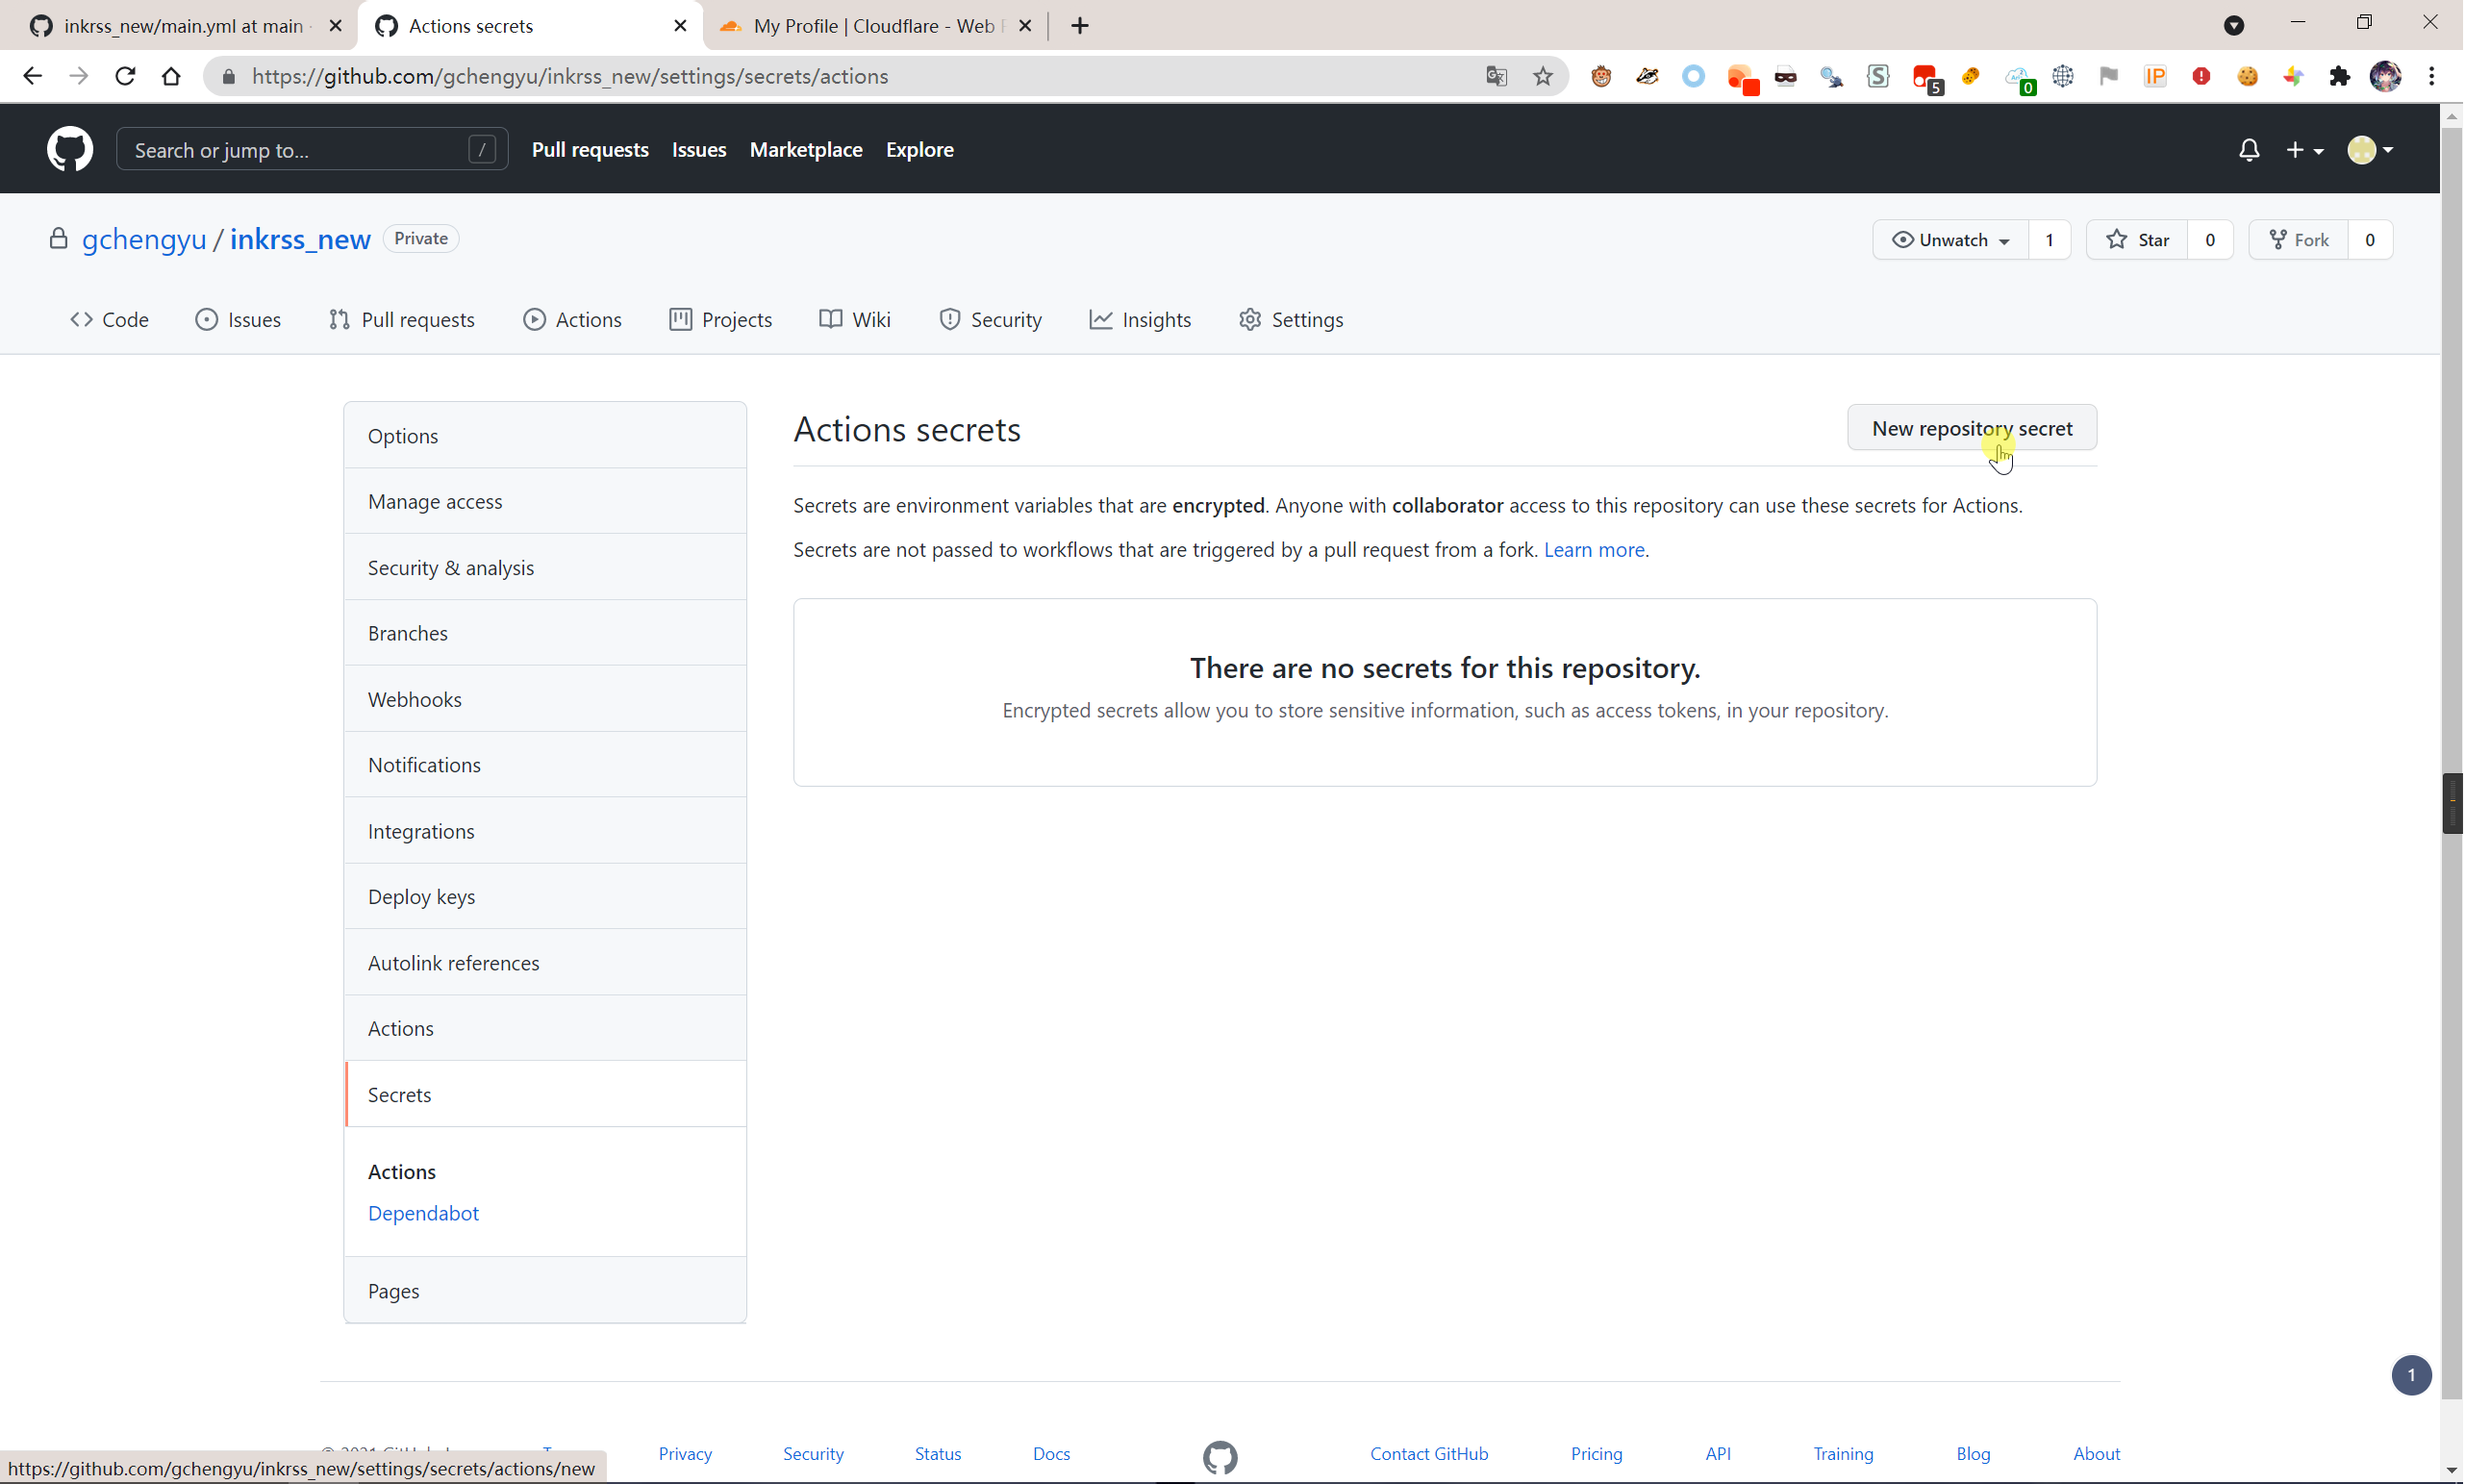 inkrss_new/main.yml at main
Actions secrets
My Profile | Cloudflare - Web
https://github.com/gchengyu/inkrss_new/settings/secrets/actions
5
0
IP
Search or jump to...
/
Pull requests
Issues
Marketplace
Explore
gchengyu / inkrss_new
Private
Unwatch
1
Star
0
Fork
0
Code
Issues
Pull requests
Actions
Projects
Wiki
Security
Insights
Settings
Options
Manage access
Security & analysis
Branches
Webhooks
Notifications
Integrations
Deploy keys
Autolink references
Actions
Secrets
Actions
Dependabot
Pages
Actions secrets
New repository secret
Secrets are environment variables that are encrypted. Anyone with collaborator access to this repository can use these secrets for Actions.
Secrets are not passed to workflows that are triggered by a pull request from a fork. Learn more.
There are no secrets for this repository.
Encrypted secrets allow you to store sensitive information, such as access tokens, in your repository.
1
Privacy
Security
Status
Docs
Contact GitHub
Pricing
API
Training
Blog
About
https://github.com/gchengyu/inkrss_new/settings/secrets/actions/new